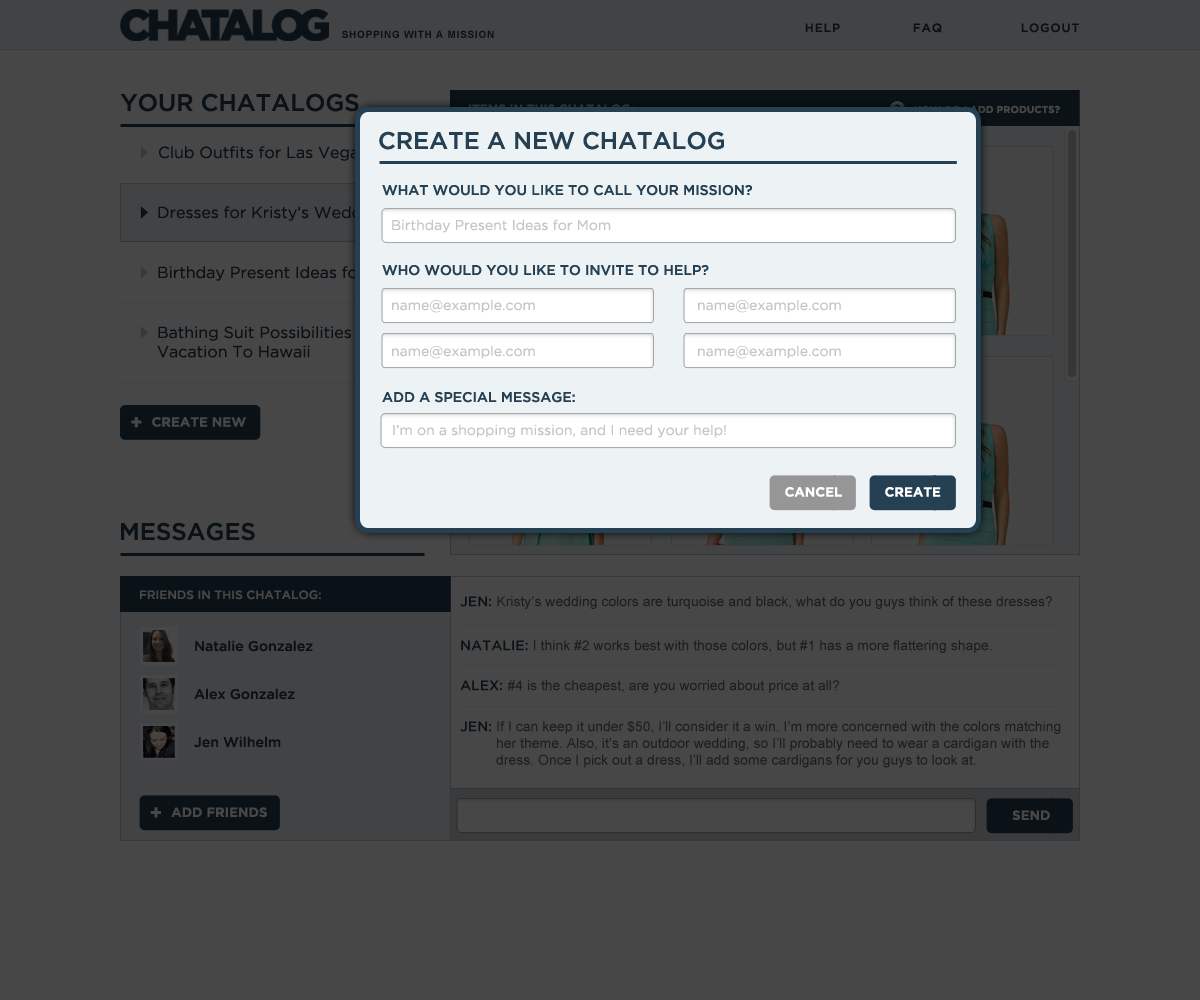 CHATALOG SHOPPING WITH A MISSION
HELP FAQ LOGOUT
YOUR CHATALOGS
Club Outfits for Las
Dresses for Kristy's
Birthday Present Ideas
Bathing Suit Possibilities
Vacation To Hawaii
+ CREATE NEW
ADD PRODUCTS?
CREATE A NEW CHATALOG
WHAT WOULD YOU LIKE TO CALL YOUR MISSION?
Birthday Present Ideas for Mom
WHO WOULD YOU LIKE TO INVITE TO HELP?
name@example.com name@example.com
name@example.com name@example.com
ADD A SPECIAL MESSAGE:
I'm on a shopping mission, and I need your help!
CANCEL CREATE
MESSAGES
FRIENDS IN THIS CHATALOG:
Natalie Gonzalez
Alex Gonzalez
Jen Wilhelm
+ ADD FRIENDS
JEN: Kristy's wedding colors are turquoise and black, what do you guys think of these dresses?
NATALIE: I think #2 works best with those colors, but #1 has a more flattering shape.
ALEX: #4 is the cheapest, are you worried about price at all?
JEN: If I can keep it under $50, I'll consider it a win. I'm more concerned with the colors matching
her theme. Also, it's an outdoor wedding, so I'll probably need to wear a cardigan with the
dress. Once I pick out a dress, I'll add some cardigans for you guys to look at.
SEND